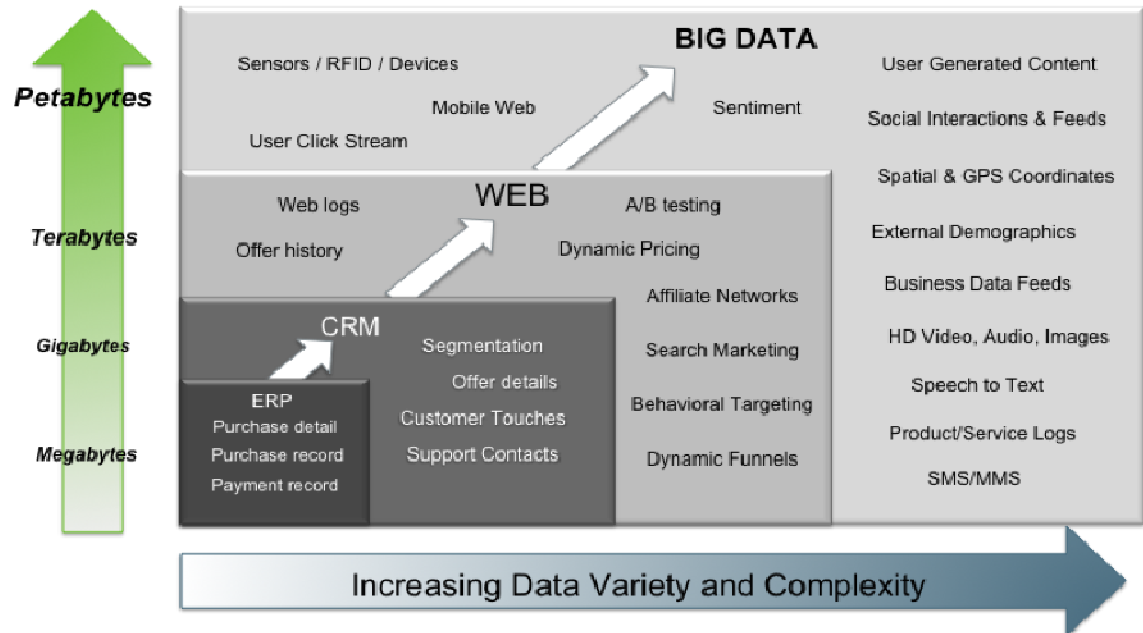 BIG DATA
Sensors / RFID / Devices
User Generated Content
Petabytes
Mobile Web
Sentiment
Social Interactions & Feeds
User Click Stream
Spatial & GPS Coordinates
WEB
Web logs
A/B testing
Terabytes
External Demographics
Offer history
Dynamic Pricing
Business Data Feeds
Affiliate Networks
CRM
HD Video, Audio, Images
Gigabytes
Segmentation
Search Marketing
Offer details
Speech to Text
ERP
Behavioral Targeting
Customer Touches
Purchase detail
Product/Service Logs
Megabytes
Purchase record
Support Contacts
Dynamic Funnels
SMS/MMS
Payment record
Increasing Data Variety and Complexity